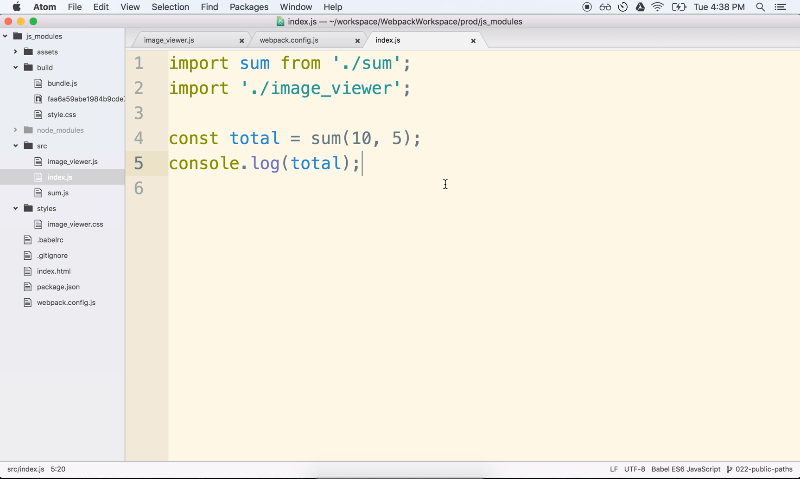 Atom File Edit View Selection Find Packages Window Help Tue 4:38 PM
index.js — ~/workspace/WebpackWorkspace/prod/js_modules
js_modules
assets
build
bundle.js
faa6a59abe1984b9cde7
style.css
node_modules
src
image_viewer.js
index.js
sum.js
styles
image_viewer.css
.babelrc
.gitignore
index.html
package.json
webpack.config.js
image_viewer.js webpack.config.js index.js
1 import sum from './sum';
2 import './image_viewer';
3
4 const total = sum(10, 5);
5 console.log(total);
6
src/index.js 5:20 LF UTF-8 Babel ES6 JavaScript 022-public-paths